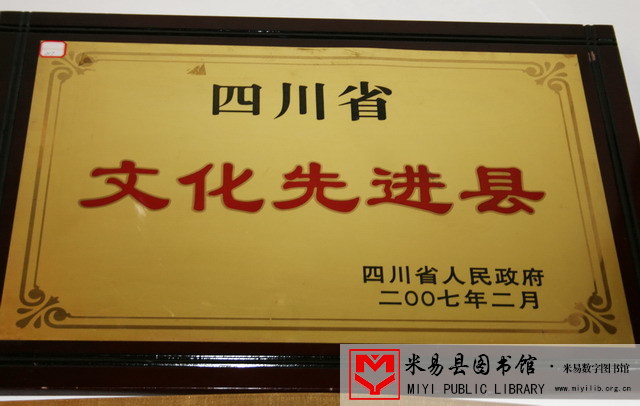 四川省
文化先进县
四川省人民政府
二〇〇七年二月
米易县图书馆·米易数字图书馆
MIYI PUBLIC LIBRARY www.miyilib.org.cn